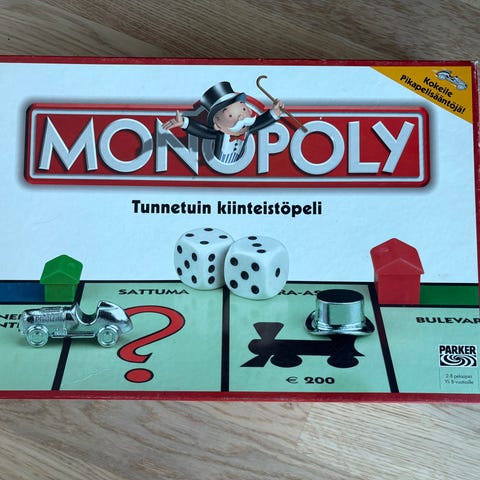 Kokeile
Pikapelisääntöjä!
MONOPOLY
Tunnetuin kiinteistöpeli
SATTUMA
BULEVAR
€ 200
PARKER
2-8 pelaajaa
Yli 8-vuotiaille